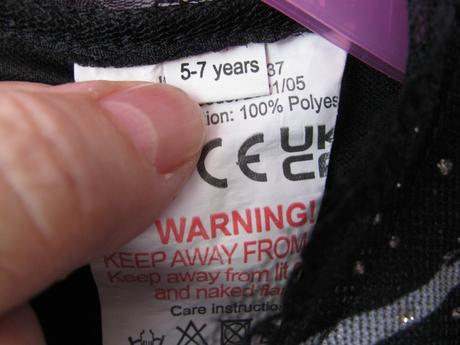 5-7 years
37
1/05
ion: 100% Polyes
CE UK CA
WARNING!
KEEP AWAY FROM
Keep away from
and naked
Care Instruction